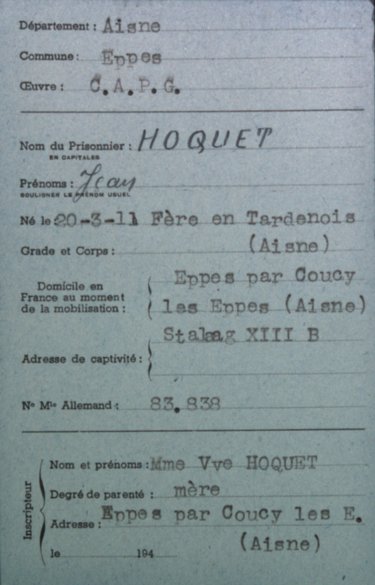 Département : Aisne
Commune : Eppes
Œuvre : C.A.P.G.
Nom du Prisonnier : HOQUET
EN CAPITALES
Prénoms : Jean
SOULIGNER LE PRÉNOM USUEL
Né le 20-3-11 Fère en Tardenois
Grade et Corps : (Aisne)
Domicile en France au moment de la mobilisation : Eppes par Coucy
les Eppes (Aisne)
Adresse de captivité : Stalag XIII B
No Mle Allemand : 83.838
Inscripteur
Nom et prénoms : Mme Vve HOQUET
Degré de parenté : mère
Adresse : Eppes par Coucy les E.
le 194 (Aisne)